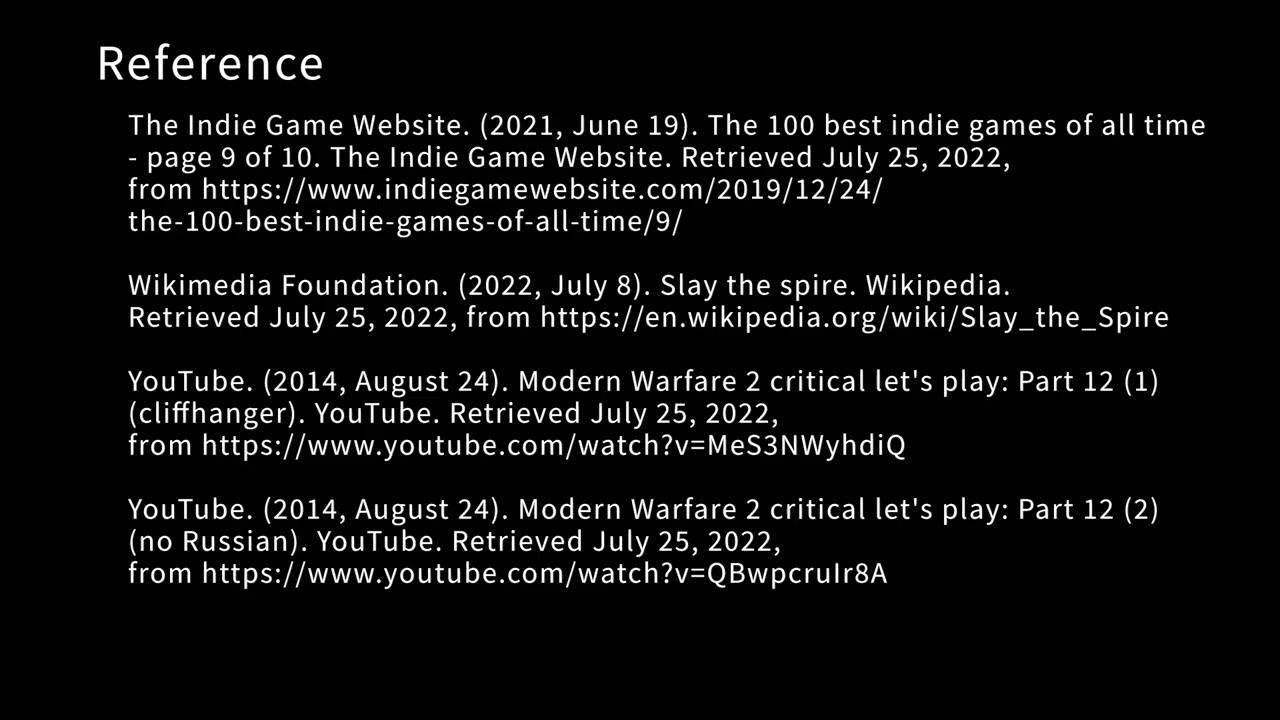 Reference
The Indie Game Website. (2021, June 19). The 100 best indie games of all time
- page 9 of 10. The Indie Game Website. Retrieved July 25, 2022,
from https://www.indiegamewebsite.com/2019/12/24/
the-100-best-indie-games-of-all-time/9/
Wikimedia Foundation. (2022, July 8). Slay the spire. Wikipedia.
Retrieved July 25, 2022, from https://en.wikipedia.org/wiki/Slay_the_Spire
YouTube. (2014, August 24). Modern Warfare 2 critical let's play: Part 12 (1)
(cliffhanger). YouTube. Retrieved July 25, 2022,
from https://www.youtube.com/watch?v=MeS3NWyhdiQ
YouTube. (2014, August 24). Modern Warfare 2 critical let's play: Part 12 (2)
(no Russian). YouTube. Retrieved July 25, 2022,
from https://www.youtube.com/watch?v=QBwpcruIr8A